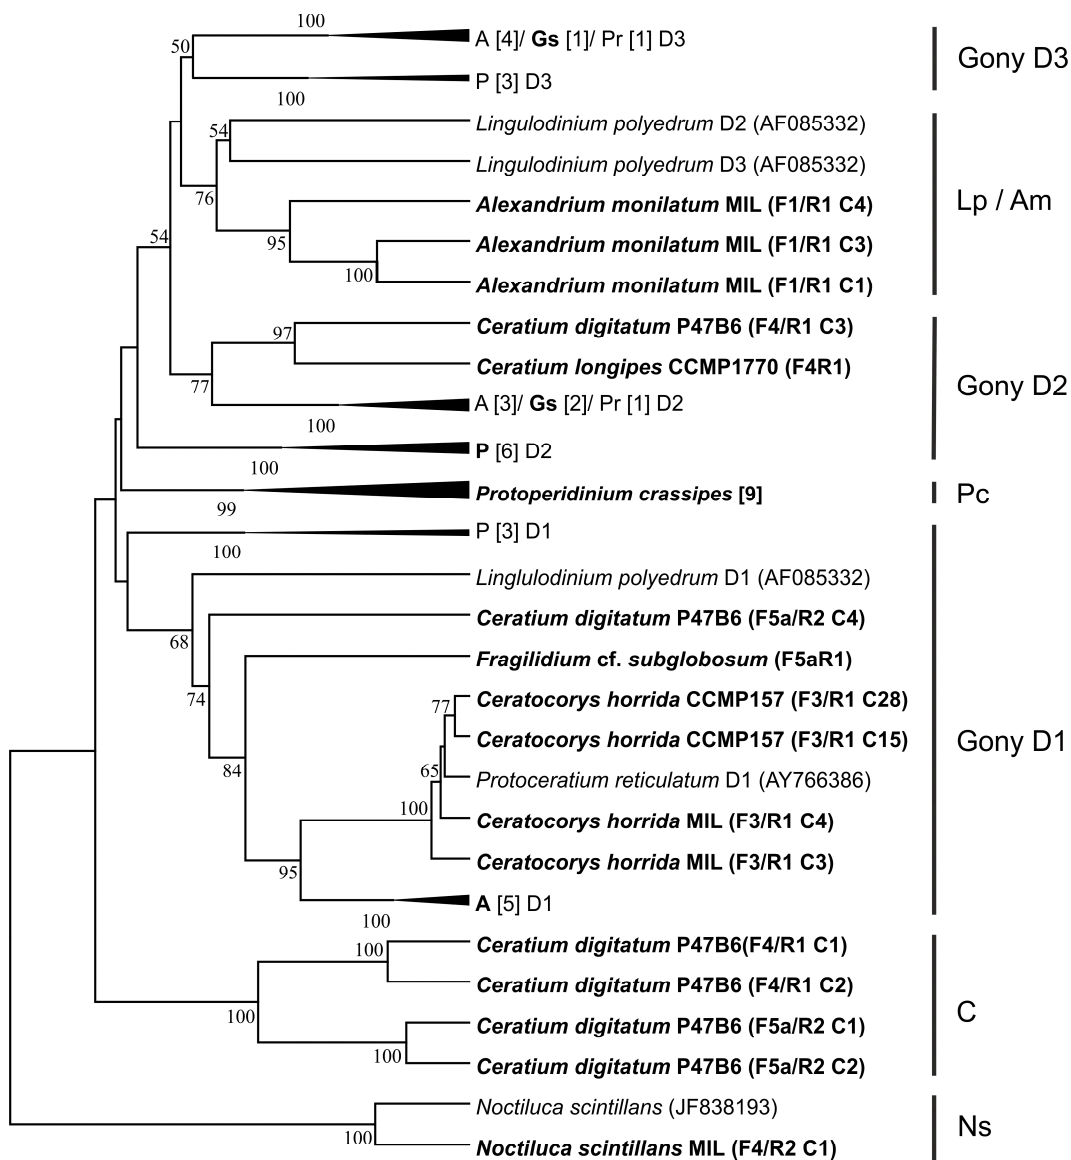 100
A [4]/ Gs [1]/ Pr [1] D3
50
Gony D3
P [3] D3
100
Lingulodinium polyedrum D2 (AF085332)
54
Lingulodinium polyedrum D3 (AF085332)
76
Alexandrium monilatum MIL (F1/R1 C4)
Lp / Am
95
Alexandrium monilatum MIL (F1/R1 C3)
54
100
Alexandrium monilatum MIL (F1/R1 C1)
Ceratium digitatum P47B6 (F4/R1 C3)
97
Ceratium longipes CCMP1770 (F4R1)
77
Gony D2
A [3]/ Gs [2]/ Pr [1] D2
100
P [6] D2
100
Protoperidinium crassipes [9]
Pc
99
P [3] D1
100
Linglulodinium polyedrum D1 (AF085332)
68
Ceratium digitatum P47B6 (F5a/R2 C4)
Fragilidium cf. subglobosum (F5aR1)
74
Ceratocorys horrida CCMP157 (F3/R1 C28)
77
Ceratocorys horrida CCMP157 (F3/R1 C15)
Gony D1
84
65
Protoceratium reticulatum D1 (AY766386)
100
Ceratocorys horrida MIL (F3/R1 C4)
Ceratocorys horrida MIL (F3/R1 C3)
95
A [5] D1
100
Ceratium digitatum P47B6(F4/R1 C1)
100
Ceratium digitatum P47B6 (F4/R1 C2)
C
100
Ceratium digitatum P47B6 (F5a/R2 C1)
100
Ceratium digitatum P47B6 (F5a/R2 C2)
Noctiluca scintillans (JF838193)
Ns
100
Noctiluca scintillans MIL (F4/R2 C1)